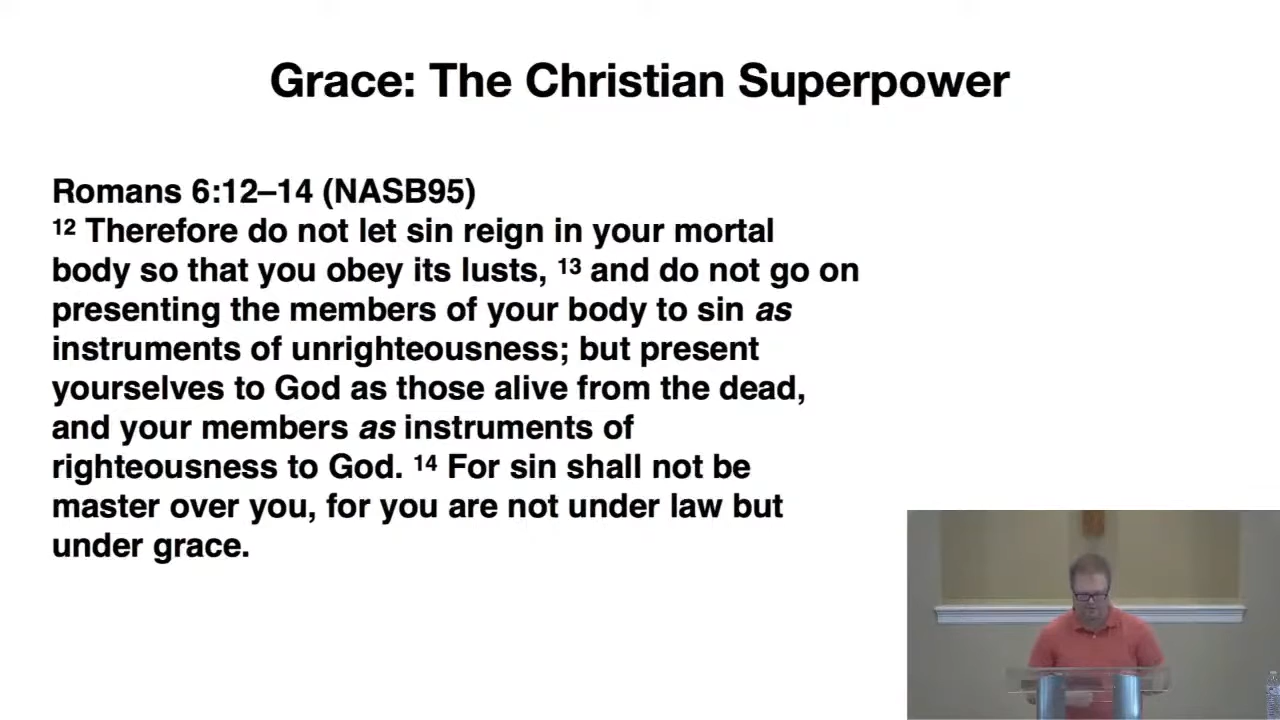 Grace: The Christian Superpower
Romans 6:12–14 (NASB95)
12 Therefore do not let sin reign in your mortal
body so that you obey its lusts, 13 and do not go on
presenting the members of your body to sin as
instruments of unrighteousness; but present
yourselves to God as those alive from the dead,
and your members as instruments of
righteousness to God. 14 For sin shall not be
master over you, for you are not under law but
under grace.